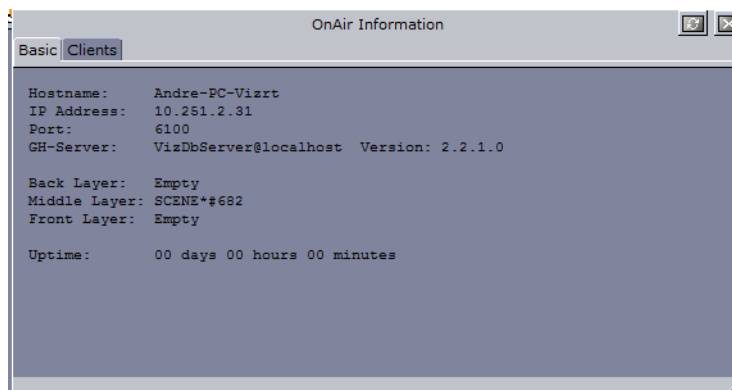 OnAir Information
Basic Clients
Hostname: Andre-PC-Vizrt
IP Address: 10.251.2.31
Port: 6100
GH-Server: VizDbServer@localhost Version: 2.2.1.0
Back Layer: Empty
Middle Layer: SCENE*#682
Front Layer: Empty
Uptime: 00 days 00 hours 00 minutes